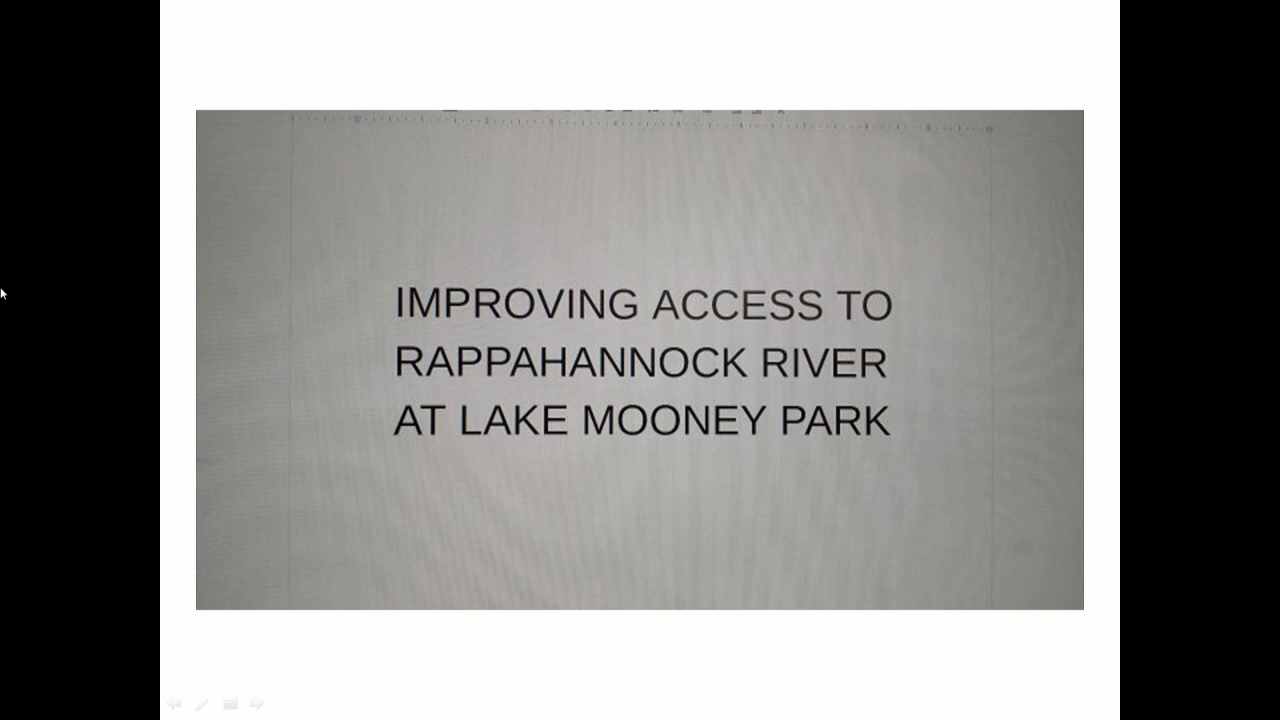 IMPROVING ACCESS TO
RAPPAHANNOCK RIVER
AT LAKE MOONEY PARK